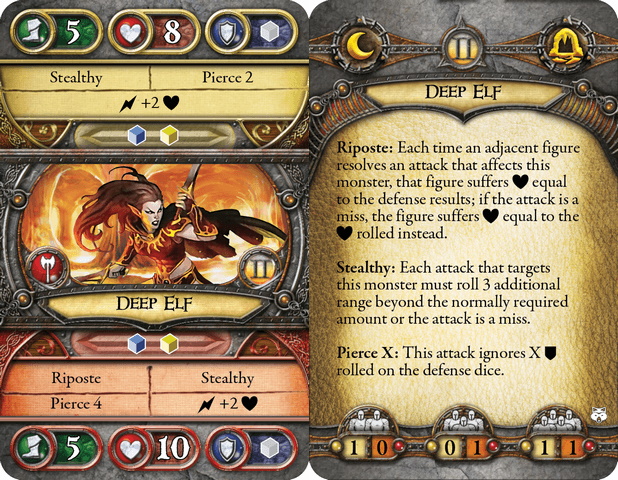 5 8
Stealthy Pierce 2
+2
II
Deep Elf
Riposte Stealthy
Pierce 4 +2
5 10
II
Deep Elf
Riposte: Each time an adjacent figure
resolves an attack that affects this
monster, that figure suffers equal
to the defense results; if the attack is a
miss, the figure suffers equal to the
rolled instead.
Stealthy: Each attack that targets
this monster must roll 3 additional
range beyond the normally required
amount or the attack is a miss.
Pierce X: This attack ignores X
rolled on the defense dice.
1 0 0 1 1 1